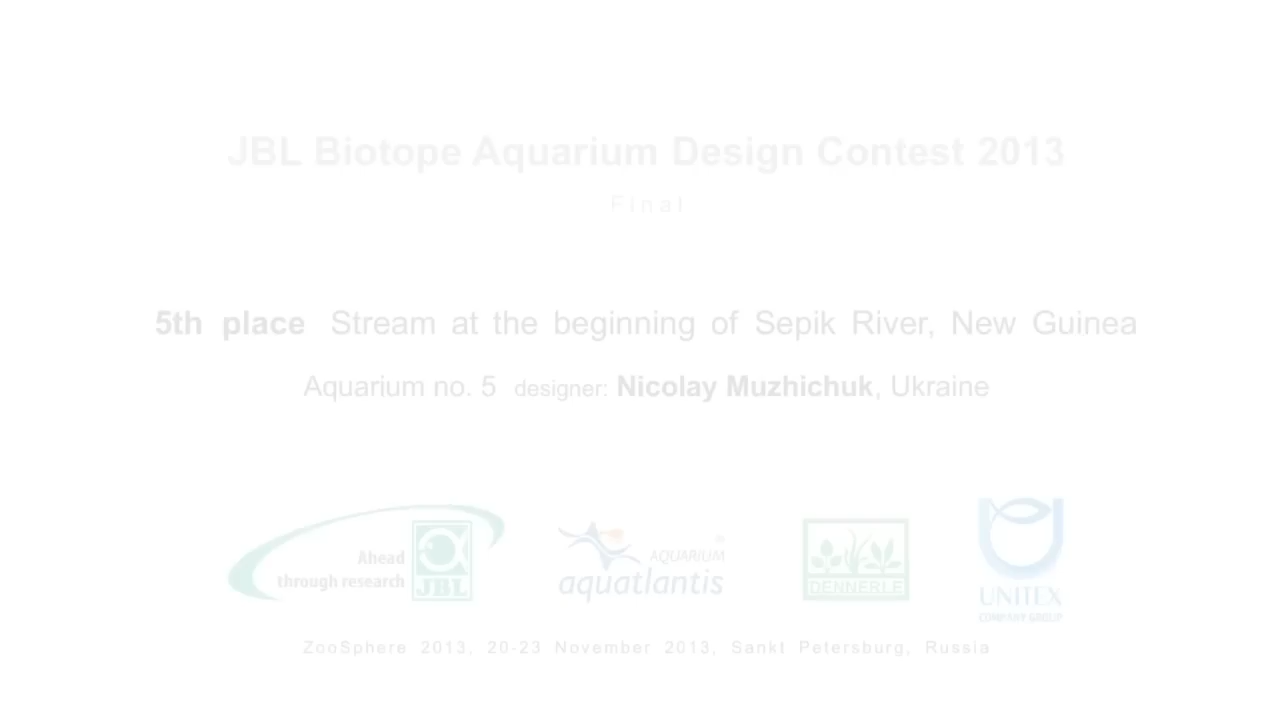 JBL Biotope Aquarium Design Contest 2013
Final
5th place Stream at the beginning of Sepik River, New Guinea
Aquarium no. 5 designer: Nicolay Muzhichuk, Ukraine
Ahead
through research
JBL
AQUARIUM
aquatlantis
®
DENNERLE
UNITEX
COMPANY GROUP
ZooSphere 2013, 20-23 November 2013, Sankt Petersburg, Russia